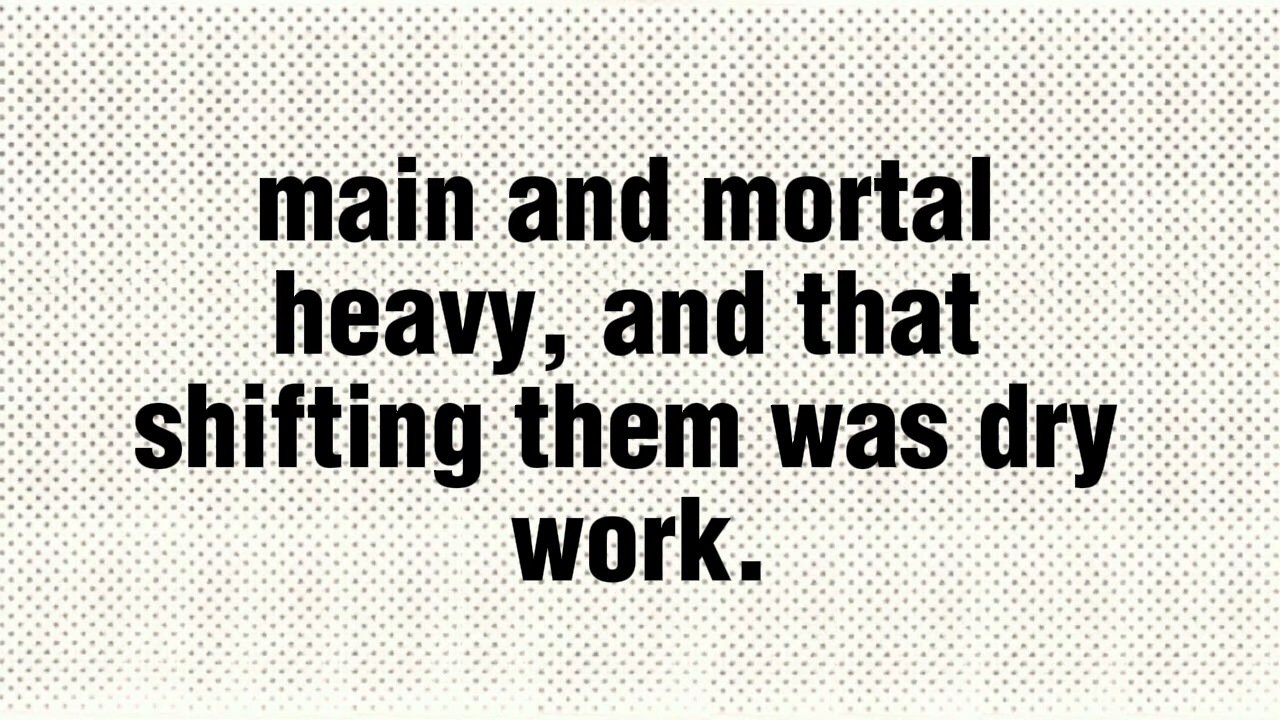 main and mortal
heavy, and that
shifting them was dry
work.